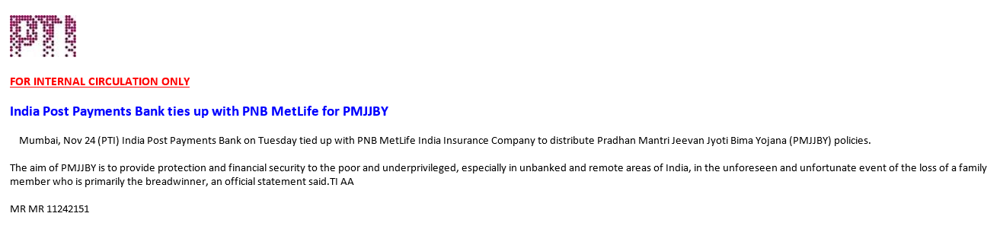 PTI
FOR INTERNAL CIRCULATION ONLY
India Post Payments Bank ties up with PNB MetLife for PMJJBY
Mumbai, Nov 24 (PTI) India Post Payments Bank on Tuesday tied up with PNB MetLife India Insurance Company to distribute Pradhan Mantri Jeevan Jyoti Bima Yojana (PMJJBY) policies.
The aim of PMJJBY is to provide protection and financial security to the poor and underprivileged, especially in unbanked and remote areas of India, in the unforeseen and unfortunate event of the loss of a family
member who is primarily the breadwinner, an official statement said.TI AA
MR MR 11242151